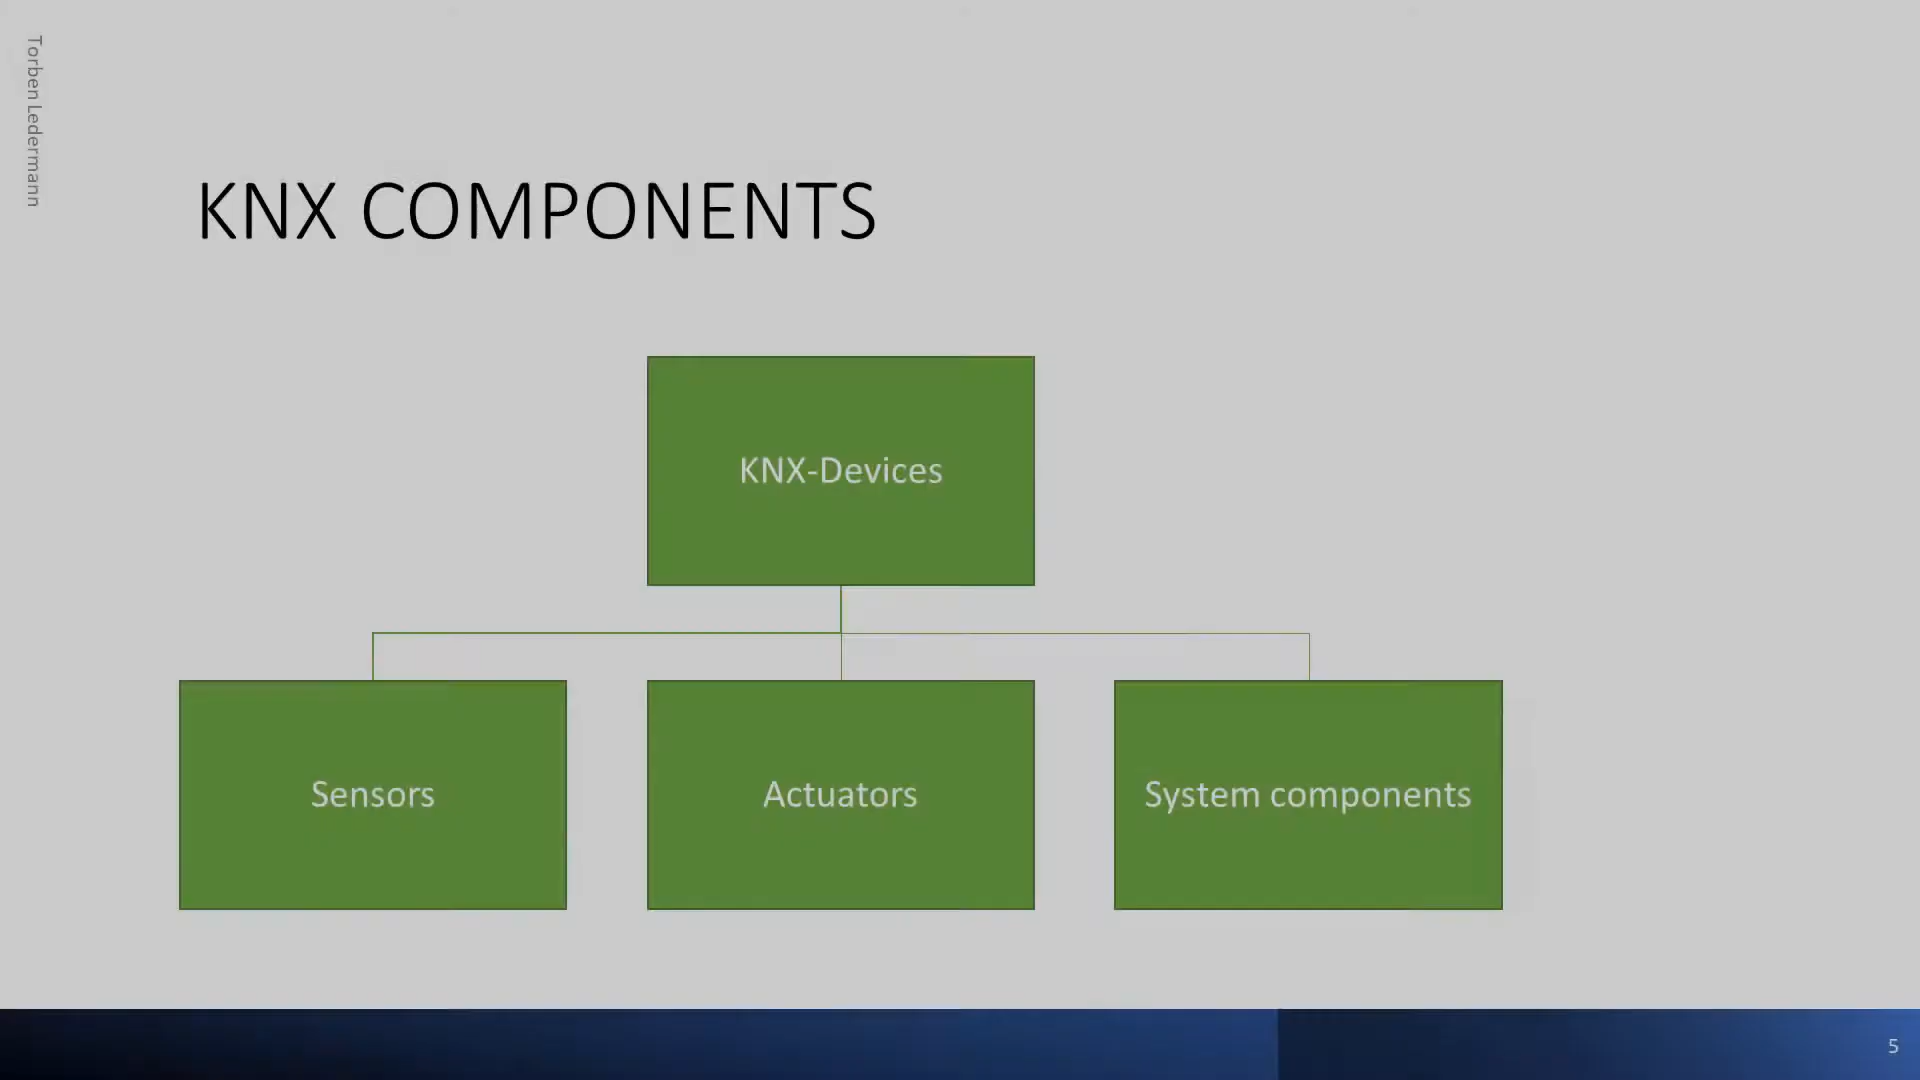 Torben Ledermann
KNX COMPONENTS
KNX-Devices
Sensors
Actuators
System components
5